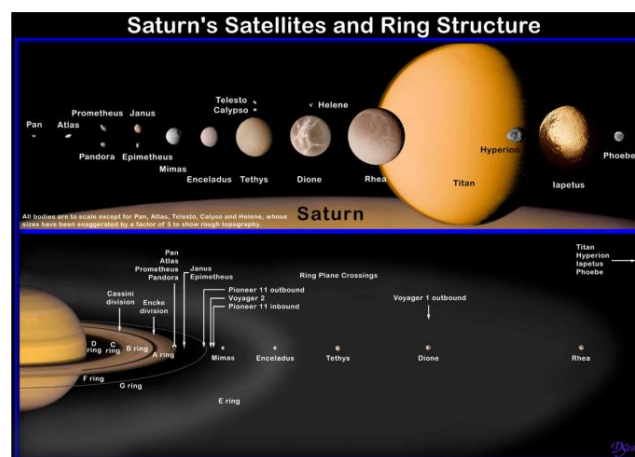 Saturn's Satellites and Ring Structure
Telesto
Calypso
Helene
Prometheus
Janus
Pan
Atlas
Pandora
Epimetheus
Mimas
Enceladus
Tethys
Dione
Rhea
Hyperion
Titan
Iapetus
Phoebe
All bodies are to scale except for Pan, Atlas, Telesto, Calyso and Helene, whose
sizes have been exaggerated by a factor of 5 to show rough topography.
Saturn
Pan
Atlas
Prometheus
Pandora
Janus
Epimetheus
Ring Plane Crossings
Titan
Hyperion
Iapetus
Phoebe
Cassini
division
Encke
division
Pioneer 11 outbound
Voyager 2
Pioneer 11 inbound
Voyager 1 outbound
D
ring
C
ring
B ring
A ring
F ring
G ring
E ring
Mimas
Enceladus
Tethys
Dione
Rhea